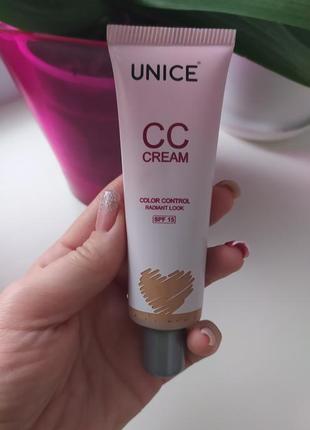 UNICE®
CC
CREAM
COLOR CONTROL
RADIANT LOOK
SPF 15